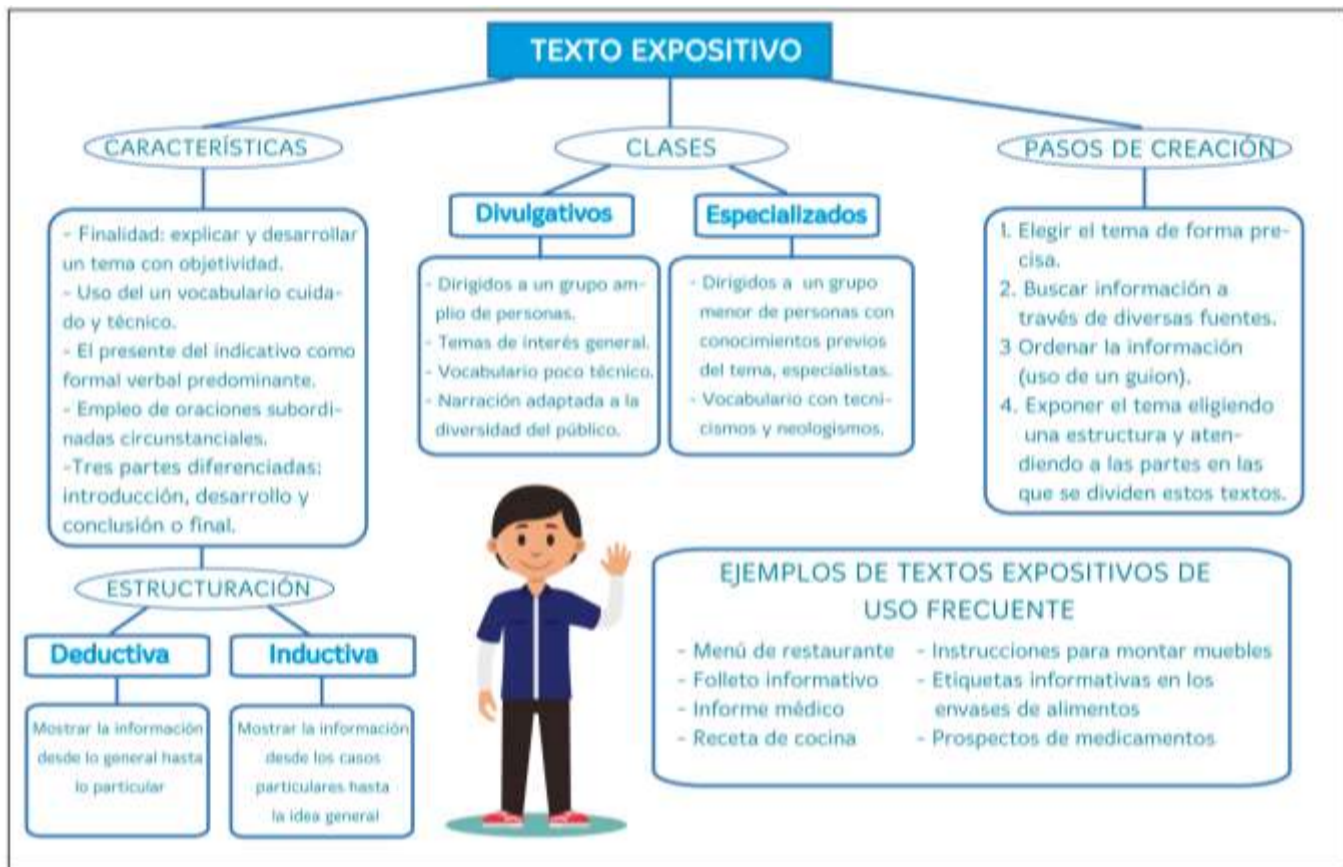 TEXTO EXPOSITIVO
CARACTERÍSTICAS
- Finalidad: explicar y desarrollar
un tema con objetividad.
- Uso del un vocabulario cuida-
do y técnico.
- El presente del indicativo como
formal verbal predominante.
- Empleo de oraciones subordi-
nadas circunstanciales.
-Tres partes diferenciadas:
introducción, desarrollo y
conclusión o final.
ESTRUCTURACIÓN
Deductiva
Mostrar la información
desde lo general hasta
lo particular
Inductiva
Mostrar la información
desde los casos
particulares hasta
la idea general
CLASES
Divulgativos
- Dirigidos a un grupo am-
plio de personas.
- Temas de interés general.
- Vocabulario poco técnico.
- Narración adaptada a la
diversidad del público.
Especializados
- Dirigidos a un grupo
menor de personas con
conocimientos previos
del tema, especialistas.
- Vocabulario con tecni-
cismos y neologismos.
PASOS DE CREACIÓN
1. Elegir el tema de forma pre-
cisa.
2. Buscar información a
través de diversas fuentes.
3 Ordenar la información
(uso de un guion).
4. Exponer el tema eligiendo
una estructura y aten-
diendo a las partes en las
que se dividen estos textos.
EJEMPLOS DE TEXTOS EXPOSITIVOS DE
USO FRECUENTE
- Menú de restaurante
- Folleto informativo
- Informe médico
- Receta de cocina
- Instrucciones para montar muebles
- Etiquetas informativas en los
envases de alimentos
- Prospectos de medicamentos